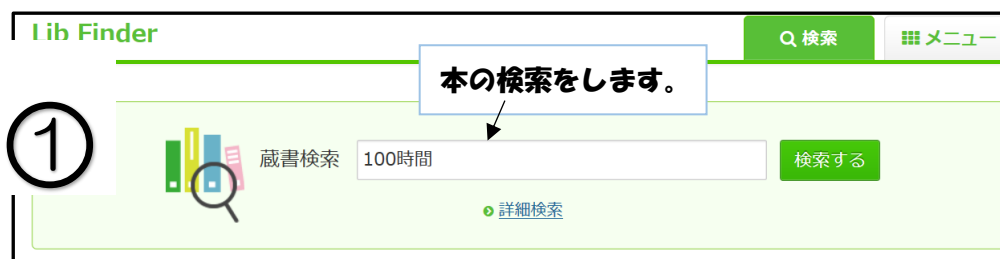 Lib Finder
検索
メニュー
本の検索をします。
①
蔵書検索
100時間
検索する
詳細検索